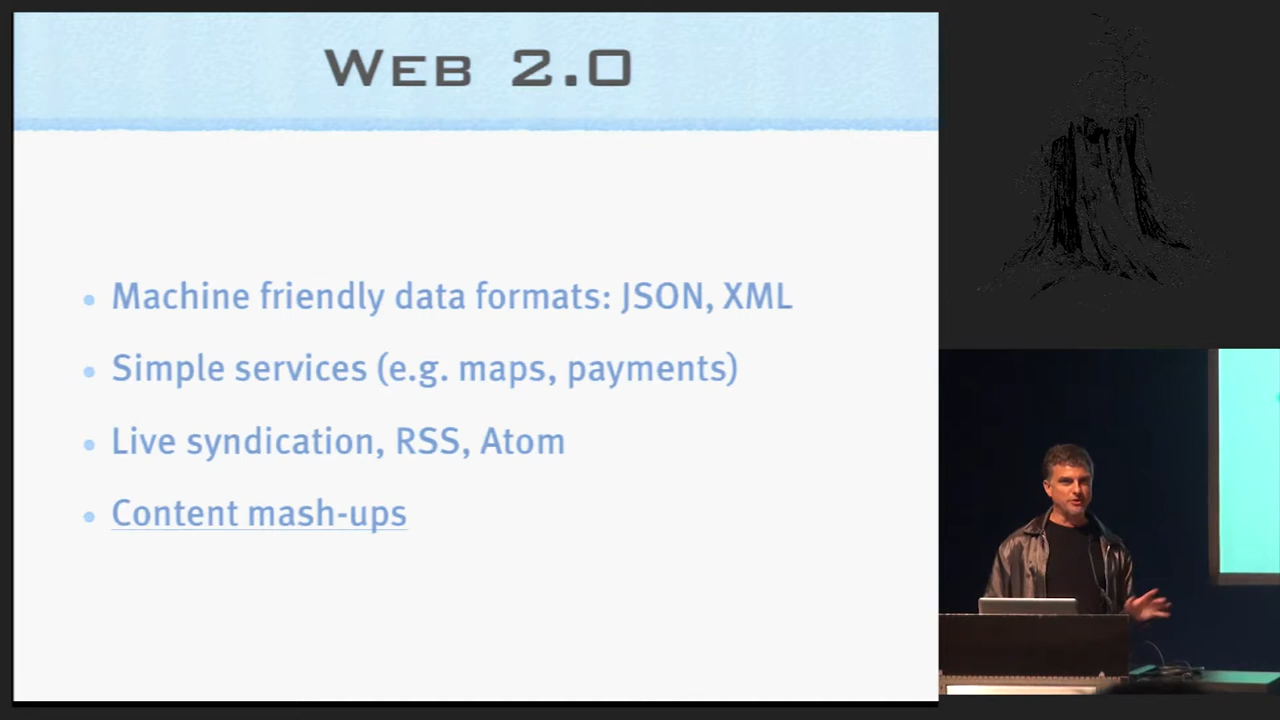 Web 2.0
Machine friendly data formats: JSON, XML
Simple services (e.g. maps, payments)
Live syndication, RSS, Atom
Content mash-ups